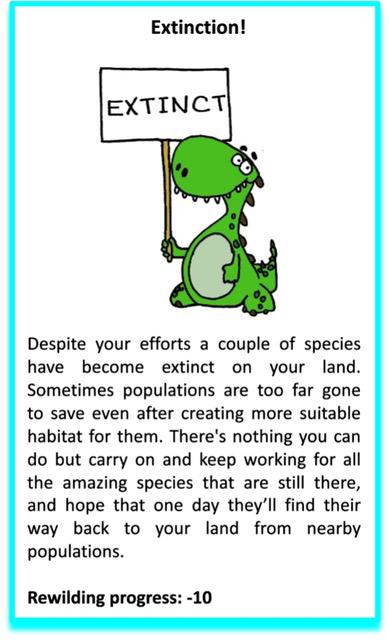 Extinction!
EXTINCT
Despite your efforts a couple of species
have become extinct on your land.
Sometimes populations are too far gone
to save even after creating more suitable
habitat for them. There's nothing you can
do but carry on and keep working for all
the amazing species that are still there,
and hope that one day they’ll find their
way back to your land from nearby
populations.
Rewilding progress: -10